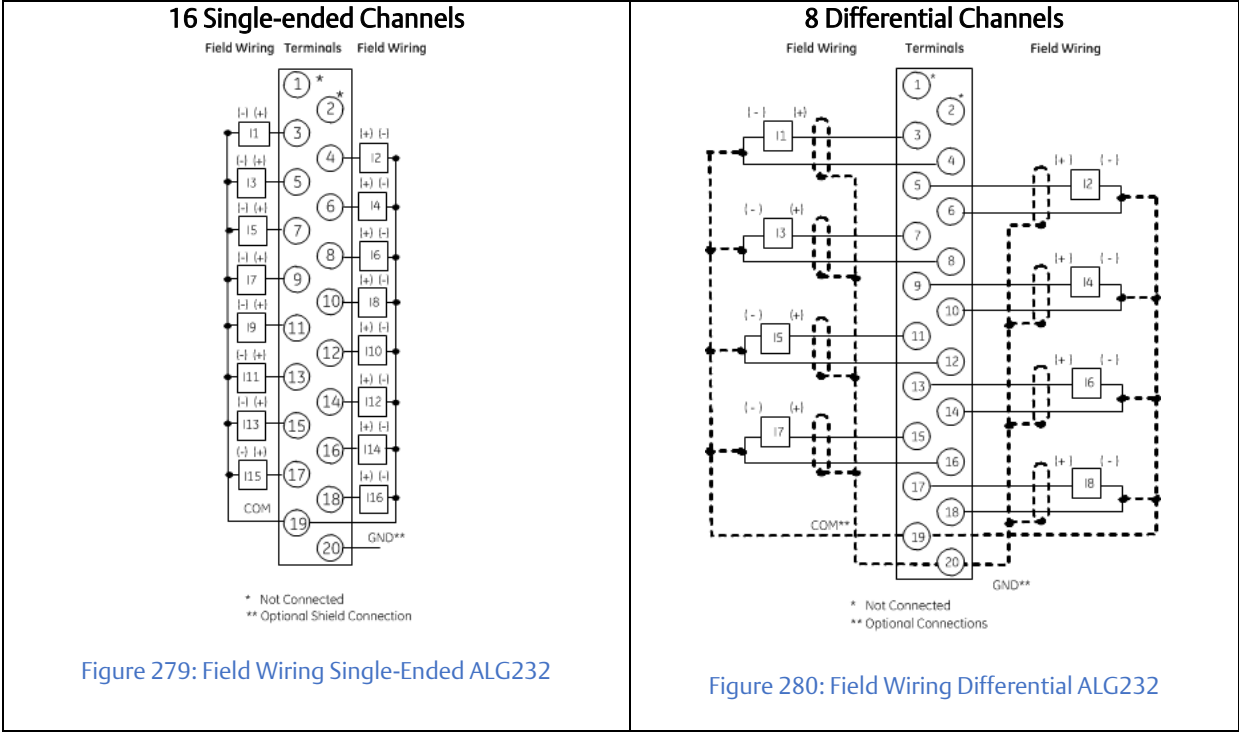 16 Single-ended Channels
Field Wiring Terminals Field Wiring
1 *
2 *
(-) (+)
I1 3
(+) (-)
4 I2
(-) (+)
I3 5
(+) (-)
6 I4
(-) (+)
I5 7
(+) (-)
8 I6
(-) (+)
I7 9
(+) (-)
10 I8
(-) (+)
I9 11
(+) (-)
12 I10
(-) (+)
I11 13
(+) (-)
14 I12
(-) (+)
I13 15
(+) (-)
16 I14
(-) (+)
I15 17
(+) (-)
18 I16
COM
19
20 GND**
* Not Connected
** Optional Shield Connection
Figure 279: Field Wiring Single-Ended ALG232
8 Differential Channels
Field Wiring Terminals Field Wiring
1 *
2 *
(-) (+)
I1 3
4
(+) (-)
5 I2
6
(-) (+)
I3 7
8
(+) (-)
9 I4
10
(-) (+)
I5 11
12
(+) (-)
13 I6
14
(-) (+)
I7 15
16
(+) (-)
17 I8
18
COM** 19
20
GND**
* Not Connected
** Optional Connections
Figure 280: Field Wiring Differential ALG232